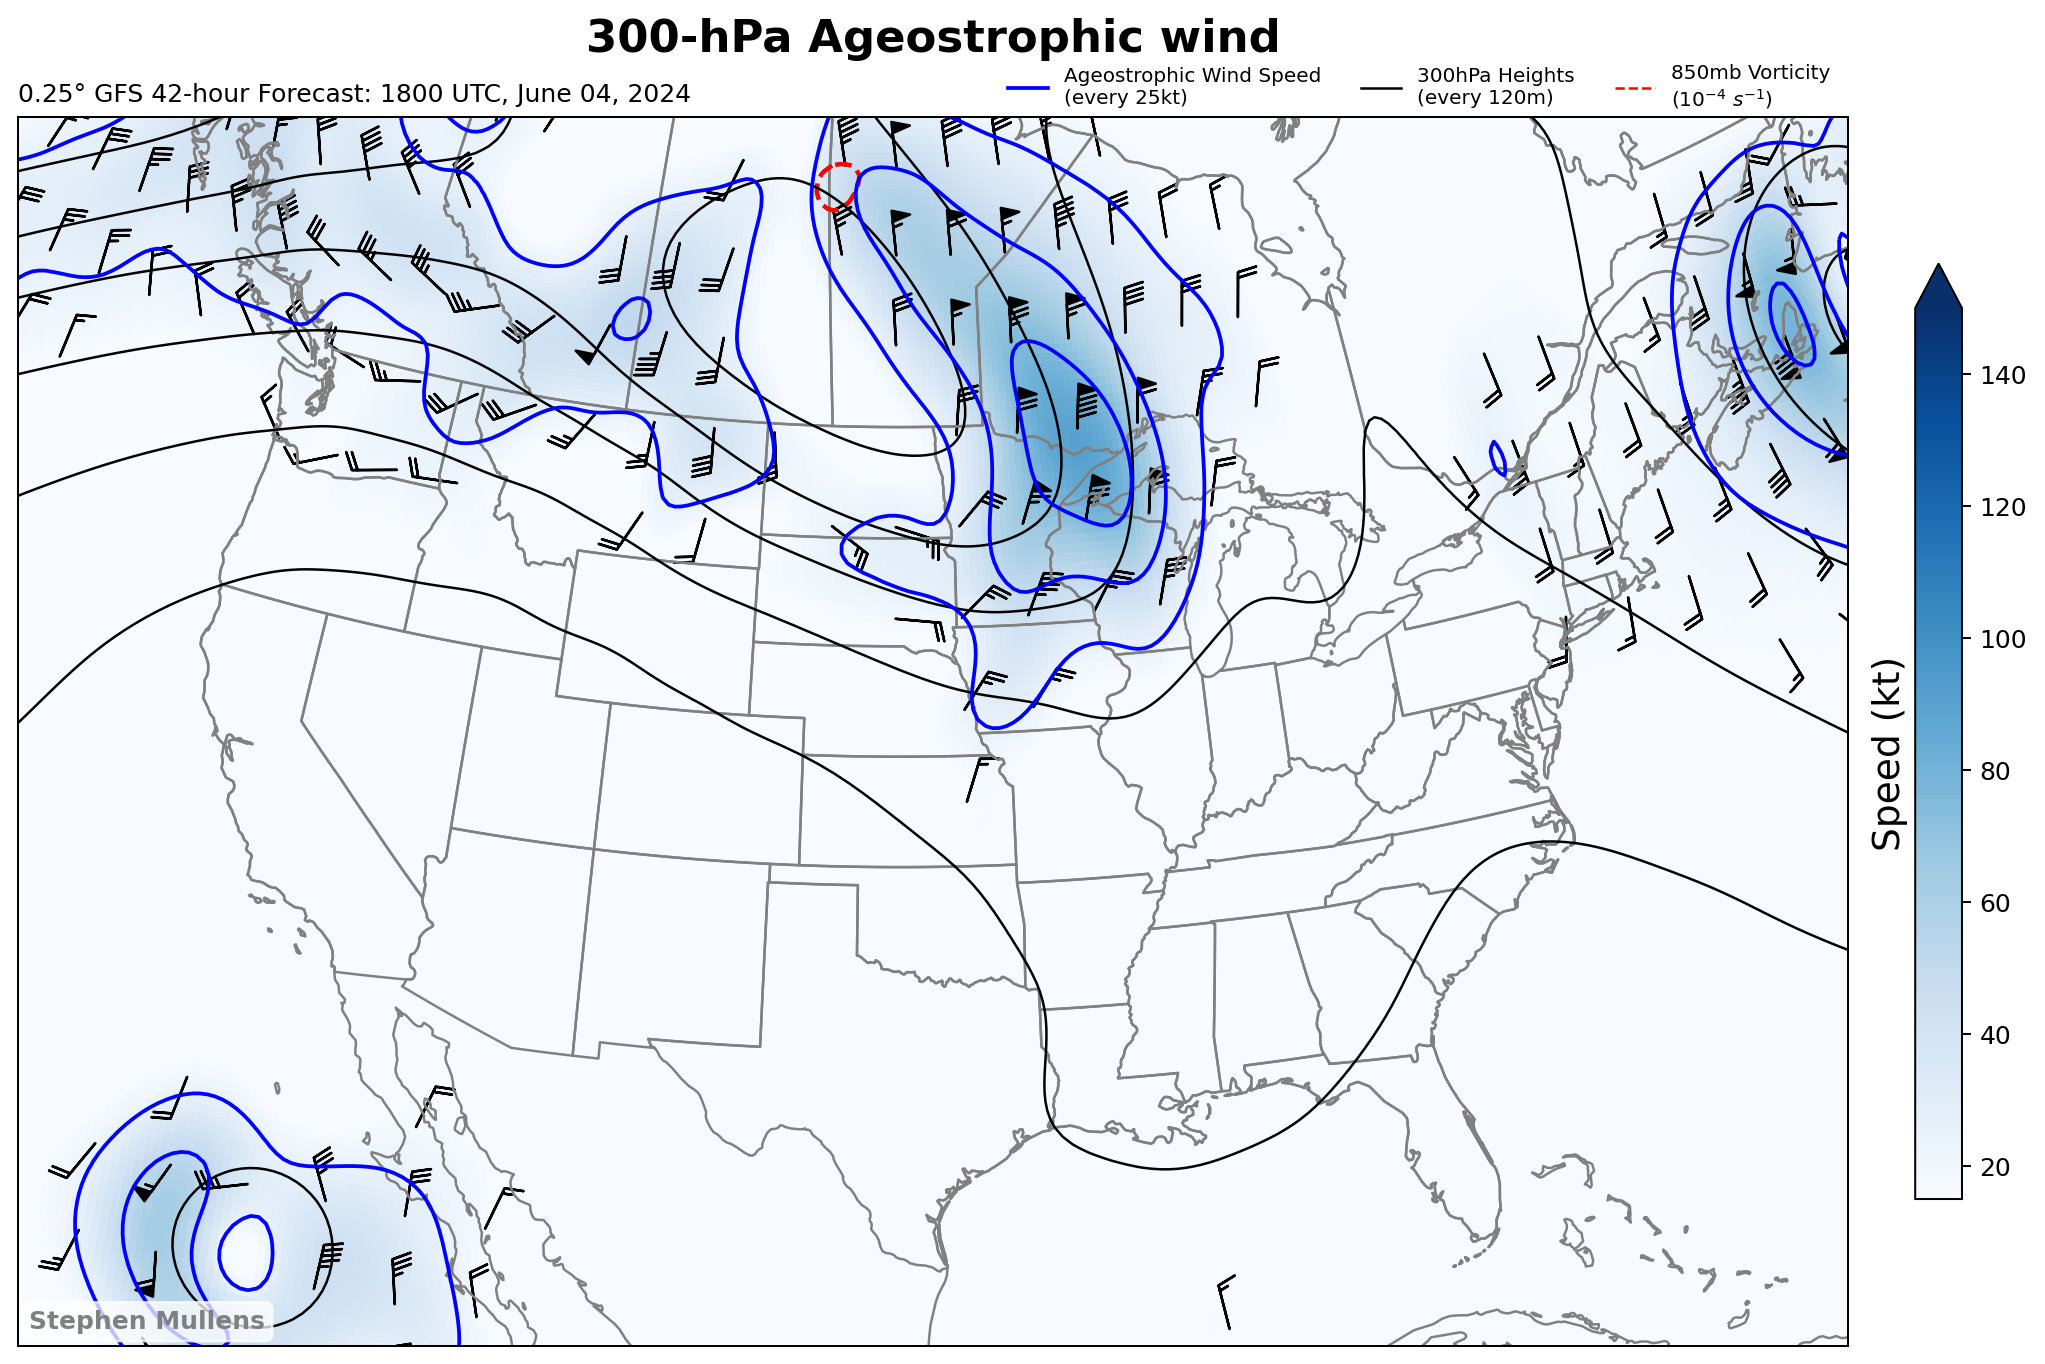 300-hPa Ageostrophic wind
0.25° GFS 42-hour Forecast: 1800 UTC, June 04, 2024
Ageostrophic Wind Speed
(every 25kt)
300hPa Heights
(every 120m)
850mb Vorticity
(10⁻⁴ s⁻¹)
140
120
100
80
60
40
20
Speed (kt)
Stephen Mullens